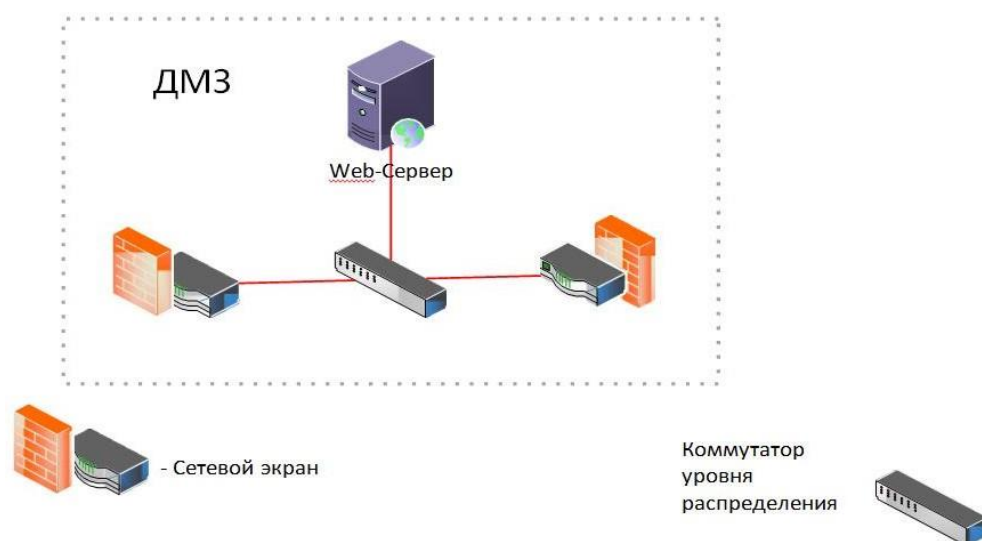 ДМЗ
Web-Сервер
- Сетевой экран
Коммутатор
уровня
распределения